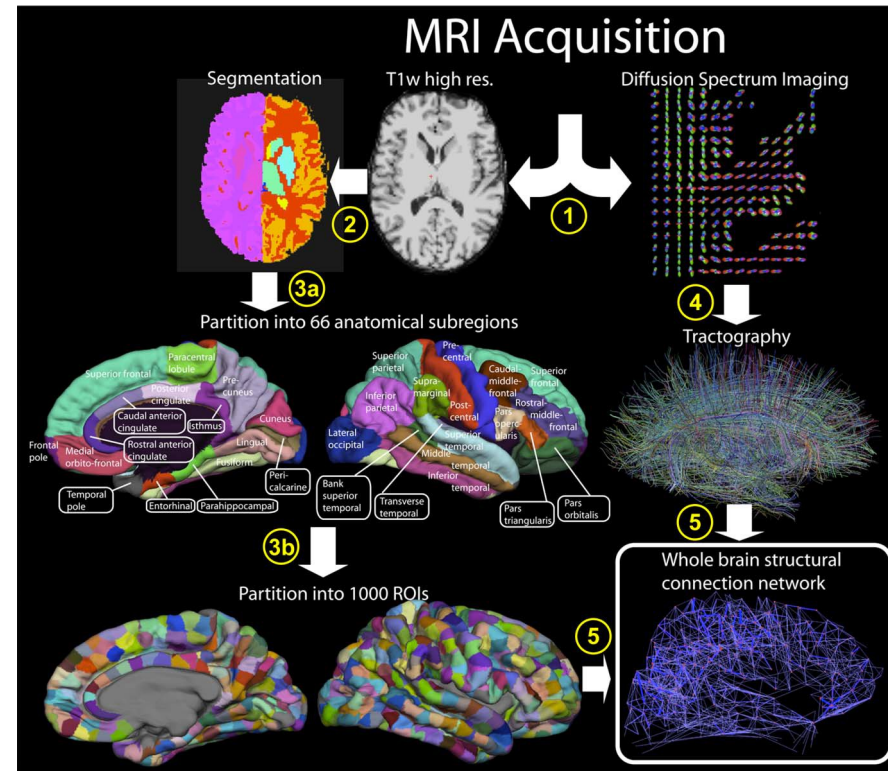 MRI Acquisition
Segmentation
T1w high res.
Diffusion Spectrum Imaging
2
1
3a
4
Partition into 66 anatomical subregions
Tractography
Superior frontal
Paracentral
lobule
Posterior
cingulate
Pre-
cuneus
Caudal anterior
cingulate
Isthmus
Cuneus
Frontal
pole
Medial
orbito-frontal
Rostral anterior
cingulate
Lingual
Fusiform
Peri-
calcarine
Temporal
pole
Entorhinal
Parahippocampal
Superior
parietal
Pre-
central
Caudal-
middle-
frontal
Superior
frontal
Supra-
marginal
Inferior
parietal
Post-
central
Pars
opercu-
laris
Rostral-
middle-
frontal
Lateral
occipital
Superior
temporal
Middle
temporal
Inferior
temporal
Bank
superior
temporal
Transverse
temporal
Pars
triangularis
Pars
orbitalis
3b
5
Partition into 1000 ROIs
5
Whole brain structural
connection network